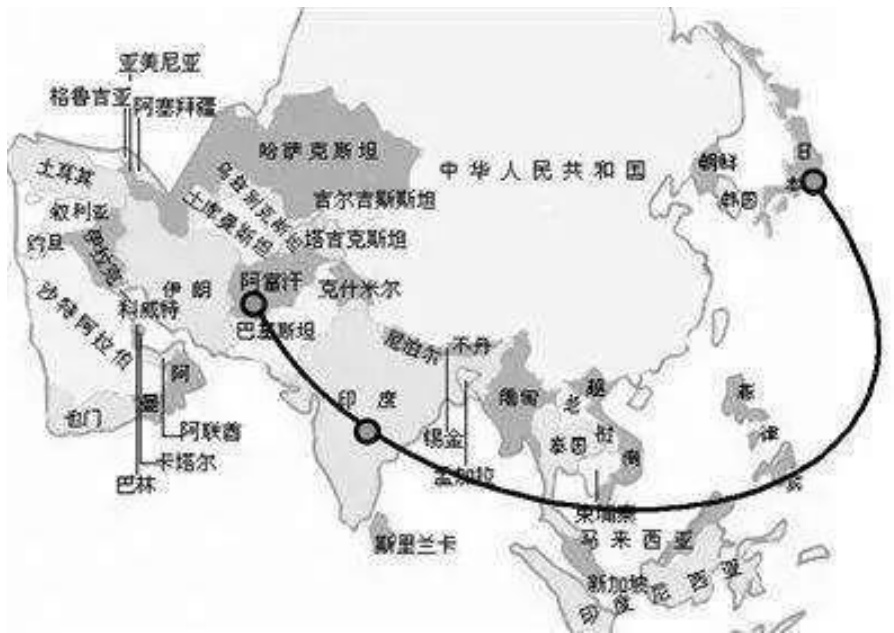 亚美尼亚
格鲁吉亚
阿塞拜疆
哈萨克斯坦
中华人民共和国
朝鲜
日
本
土耳其
乌兹别克斯坦
吉尔吉斯斯坦
韩国
叙利亚
土库曼斯坦
塔吉克斯坦
约旦
伊拉克
伊朗
阿富汗
克什米尔
科威特
沙特阿拉伯
巴基斯坦
尼泊尔
不丹
阿
曼
印度
缅甸
老
越
菲
律
宾
也门
阿联酋
锡金
泰国
南
卡塔尔
孟加拉
巴林
柬埔寨
斯里兰卡
马来西亚
新加坡
印度尼西亚